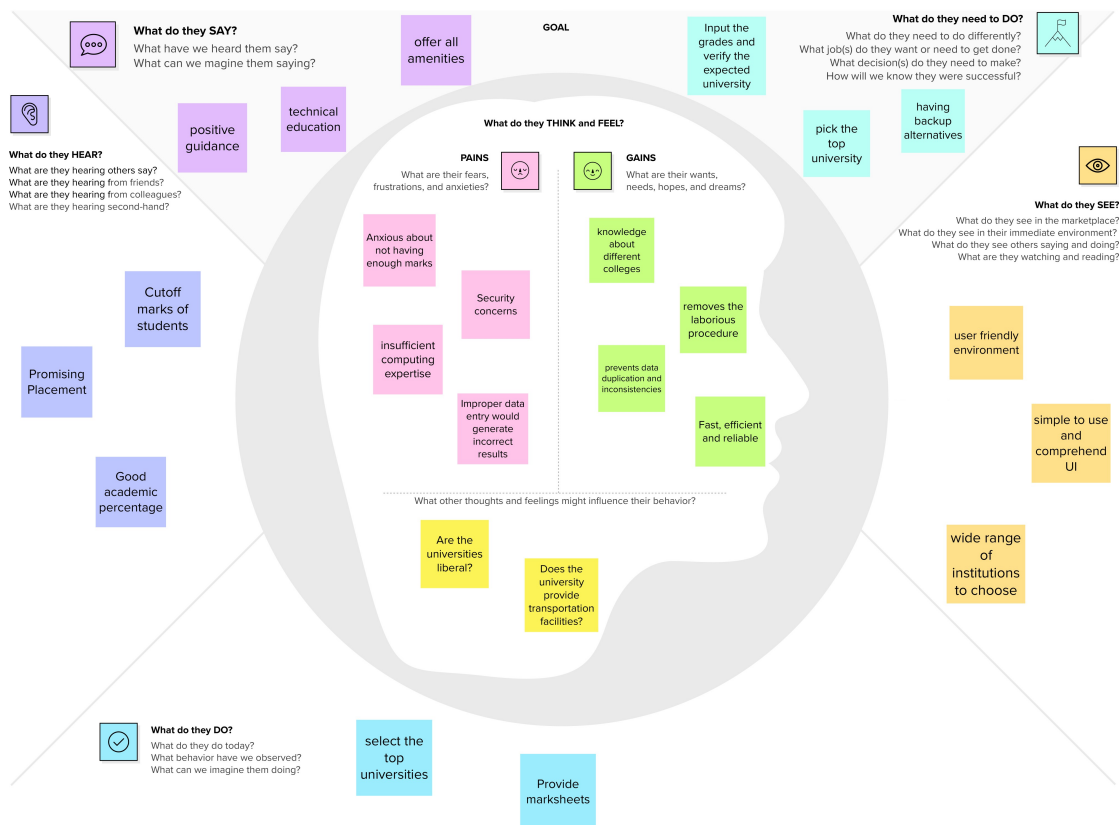 What do they SAY?
What have we heard them say?
What can we magine them saying?
offer all
amenities
positive
guidance
technical
education
GOAL
Input the
grades and
verify the
expected
university
What do they need to DO?
What do they need to do differently?
What job(s) do they want or need to get done?
What decision(s) do they need to make?
How will we know they were successful?
pick the
top
university
having
backup
alternatives
What do they HEAR?
What are they hearing others say?
What are they hearing from friends?
What are they hearing from colleagues?
What are they hearing second-hand?
Cutoff
marks of
students
Promising
Placement
Good
academic
percentage
What do they THINK and FEEL?
PAINS
What are their fears,
frustrations, and anxieties?
Anxious about
not having
enough marks
Security
concerns
insufficient
computing
expertise
Improper data
entry would
generate
incorrect
results
GAINS
What are their wants,
needs, hopes, and dreams?
knowledge
about
different
colleges
removes the
laborious
procedure
prevents data
duplication and
inconsistencies
Fast, efficient
and reliable
What other thoughts and feelings might influence their behavior?
Are the
universities
liberal?
Does the
university
provide
transportation
facilities?
What do they SEE?
What do they see in the marketplace?
What do they see in their immediate environment?
What do they see others saying and doing?
What are they watching and reading?
user friendly
environment
simple to use
and
comprehend
UI
wide range
of
institutions
to choose
What do they DO?
What do they do today?
What behavior have we observed?
What can we imagine them doing?
select the
top
universities
Provide
marksheets